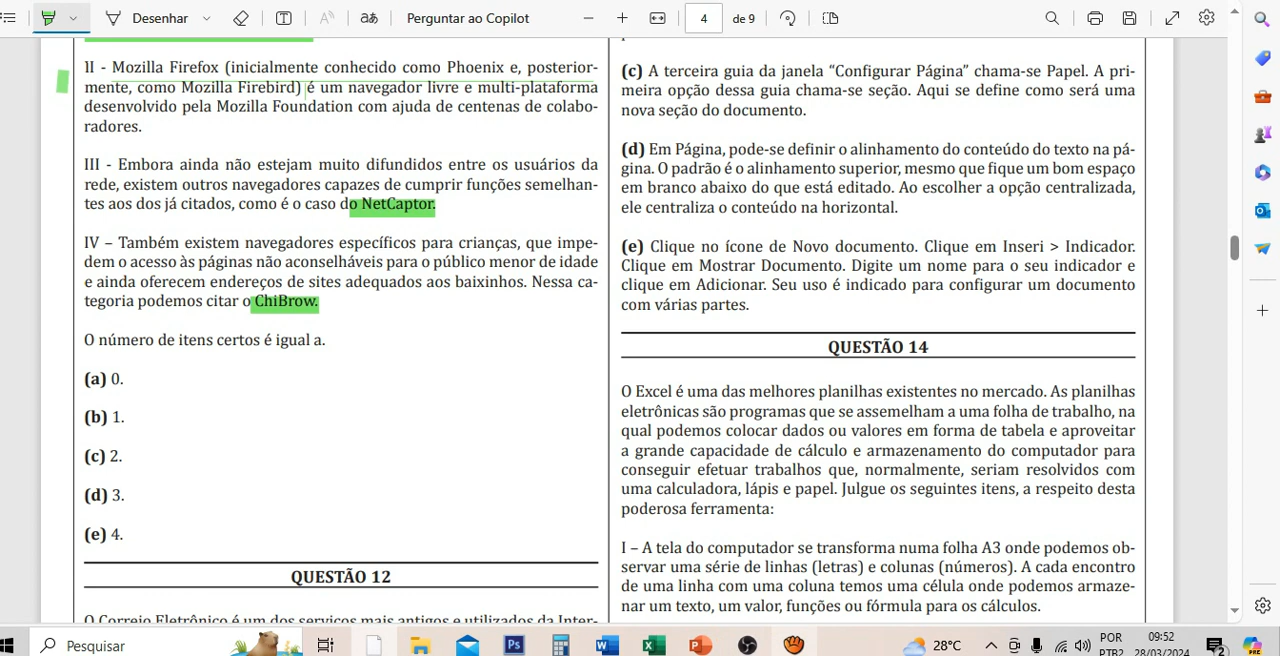 Desenhar
Perguntar ao Copilot
4
de 9
II - Mozilla Firefox (inicialmente conhecido como Phoenix e, posterior-
mente, como Mozilla Firebird) é um navegador livre e multi-plataforma
desenvolvido pela Mozilla Foundation com ajuda de centenas de colabo-
radores.
III - Embora ainda não estejam muito difundidos entre os usuários da
rede, existem outros navegadores capazes de cumprir funções semelhan-
tes aos dos já citados, como é o caso do NetCaptor.
IV – Também existem navegadores específicos para crianças, que impe-
dem o acesso às páginas não aconselháveis para o público menor de idade
e ainda oferecem endereços de sites adequados aos baixinhos. Nessa ca-
tegoria podemos citar o ChiBrow.
O número de itens certos é igual a.
(a) 0.
(b) 1.
(c) 2.
(d) 3.
(e) 4.
QUESTÃO 12
O Correio Eletrônico é um dos serviços mais antigos e utilizados da Inter-
(c) A terceira guia da janela “Configurar Página” chama-se Papel. A pri-
meira opção dessa guia chama-se seção. Aqui se define como será uma
nova seção do documento.
(d) Em Página, pode-se definir o alinhamento do conteúdo do texto na pá-
gina. O padrão é o alinhamento superior, mesmo que fique um bom espaço
em branco abaixo do que está editado. Ao escolher a opção centralizada,
ele centraliza o conteúdo na horizontal.
(e) Clique no ícone de Novo documento. Clique em Inseri > Indicador.
Clique em Mostrar Documento. Digite um nome para o seu indicador e
clique em Adicionar. Seu uso é indicado para configurar um documento
com várias partes.
QUESTÃO 14
O Excel é uma das melhores planilhas existentes no mercado. As planilhas
eletrônicas são programas que se assemelham a uma folha de trabalho, na
qual podemos colocar dados ou valores em forma de tabela e aproveitar
a grande capacidade de cálculo e armazenamento do computador para
conseguir efetuar trabalhos que, normalmente, seriam resolvidos com
uma calculadora, lápis e papel. Julgue os seguintes itens, a respeito desta
poderosa ferramenta:
I – A tela do computador se transforma numa folha A3 onde podemos ob-
servar uma série de linhas (letras) e colunas (números). A cada encontro
de uma linha com uma coluna temos uma célula onde podemos armaze-
nar um texto, um valor, funções ou fórmula para os cálculos.
Pesquisar
28°C
POR
PTB2
09:52
28/03/2024
2